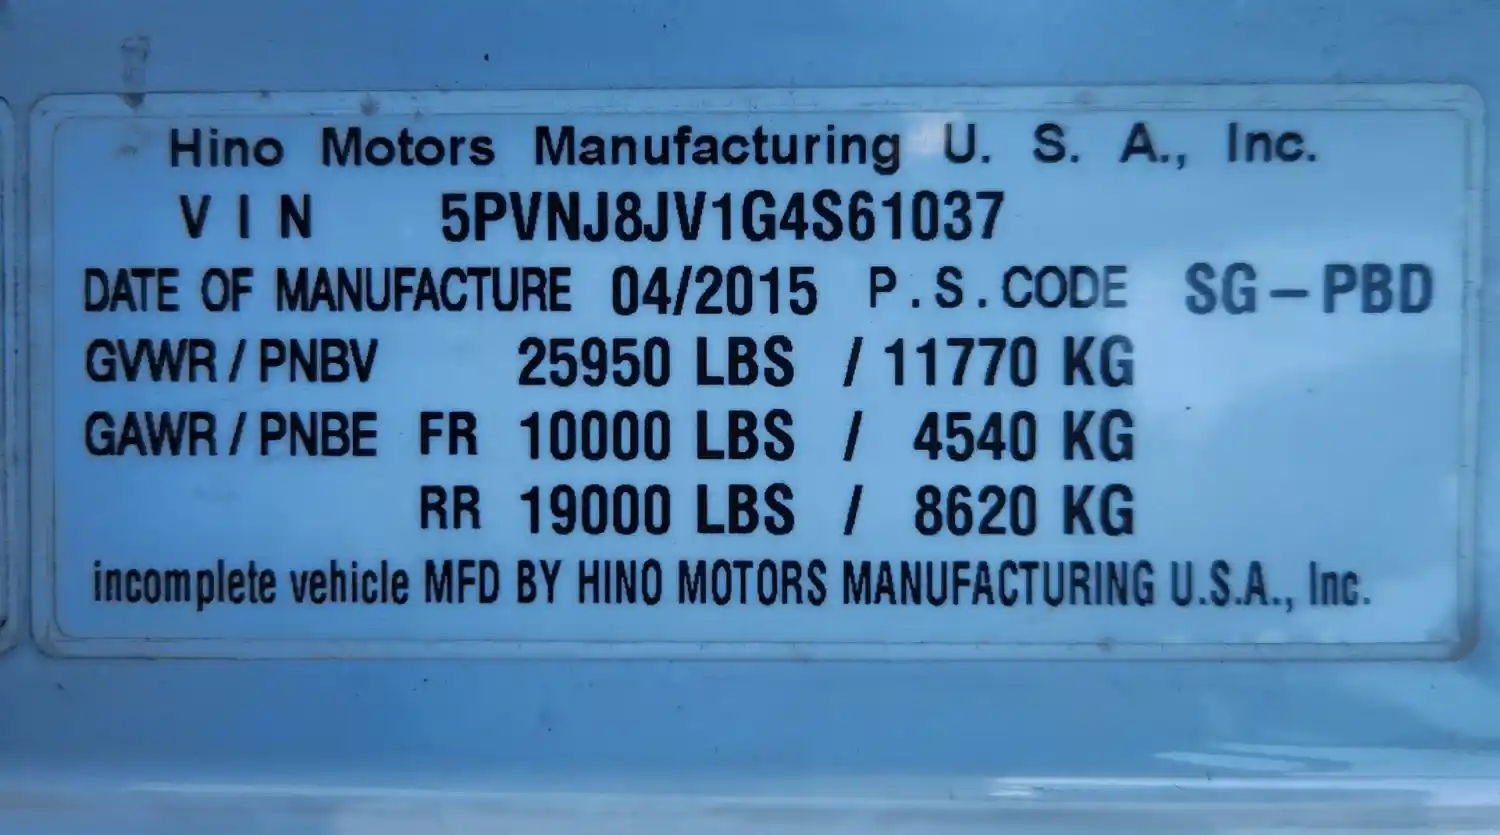 Hino Motors Manufacturing U. S. A., Inc.
VIN 5PVNJ8JV1G4S61037
DATE OF MANUFACTURE 04/2015 P.S.CODE SG-PBD
GVWR/PNBV 25950 LBS / 11770 KG
GAWR/PNBE FR 10000 LBS / 4540 KG
RR 19000 LBS / 8620 KG
incomplete vehicle MFD BY HINO MOTORS MANUFACTURING U.S.A., Inc.